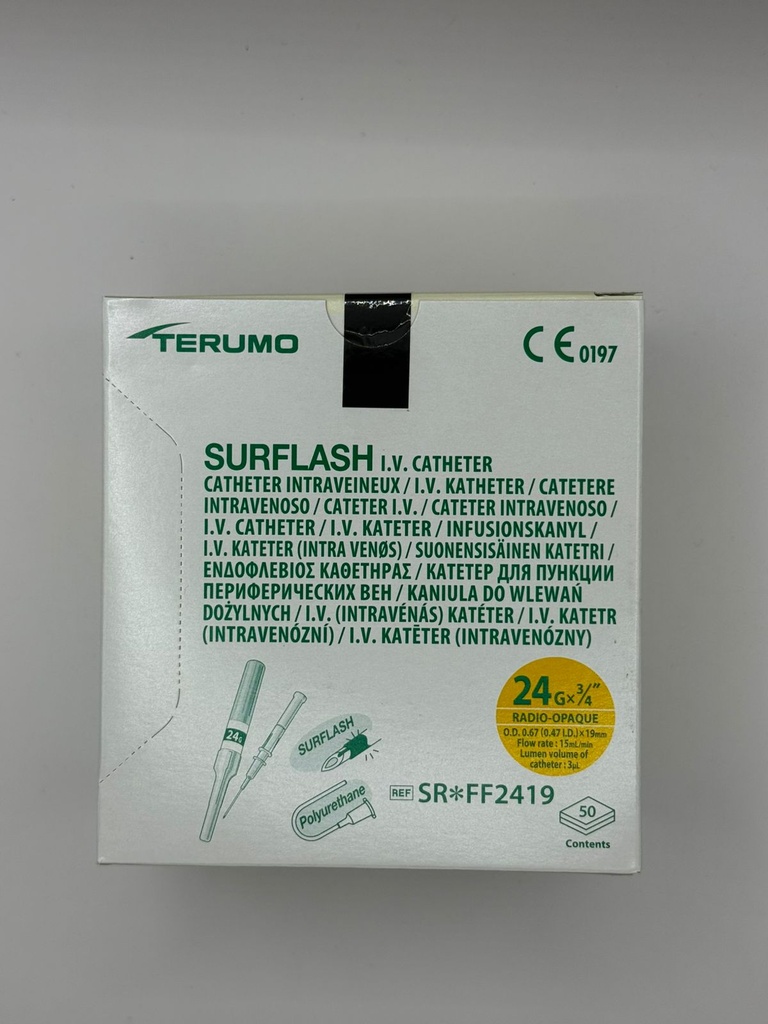 TERUMO
CE 0197
SURFLASH I.V. CATHETER
CATHETER INTRAVEINEUX / I.V. KATHETER / CATETERE
INTRAVENOSO / CATETER I.V. / CATETER INTRAVENOSO /
I.V. CATHETER / I.V. KATETER / INFUSIONSKANYL /
I.V. KATETER (INTRA VENØS) / SUONENSISÄINEN KATETRI /
ΕΝΔΟΦΛΕΒΙΟΣ ΚΑΘΕΤΗΡΑΣ / КАТЕТЕР ДЛЯ ПУНКЦИИ
ПЕРИФЕРИЧЕСКИХ ВЕН / KANIULA DO WLEWAŃ
DOŻYLNYCH / I.V. (INTRAVÉNÁS) KATÉTER / I.V. KATETR
(INTRAVENÓZNÍ) / I.V. KATĒTER (INTRAVENÓZNY)
24G
SURFLASH
Polyurethane
24G×3/4"
RADIO-OPAQUE
O.D. 0.67 (0.47 I.D.)×19mm
Flow rate : 15mL/min
Lumen volume of
catheter : 3μL
REF SR*FF2419
50
Contents